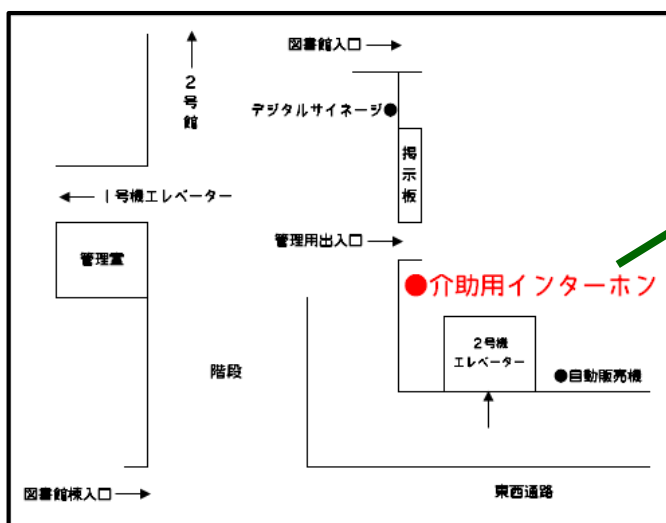 図書館入口
2号館
デジタルサイネージ
掲示板
1号機エレベーター
管理用出入口
管理室
介助用インターホン
2号機
エレベーター
自動販売機
階段
図書館棟入口
東西通路